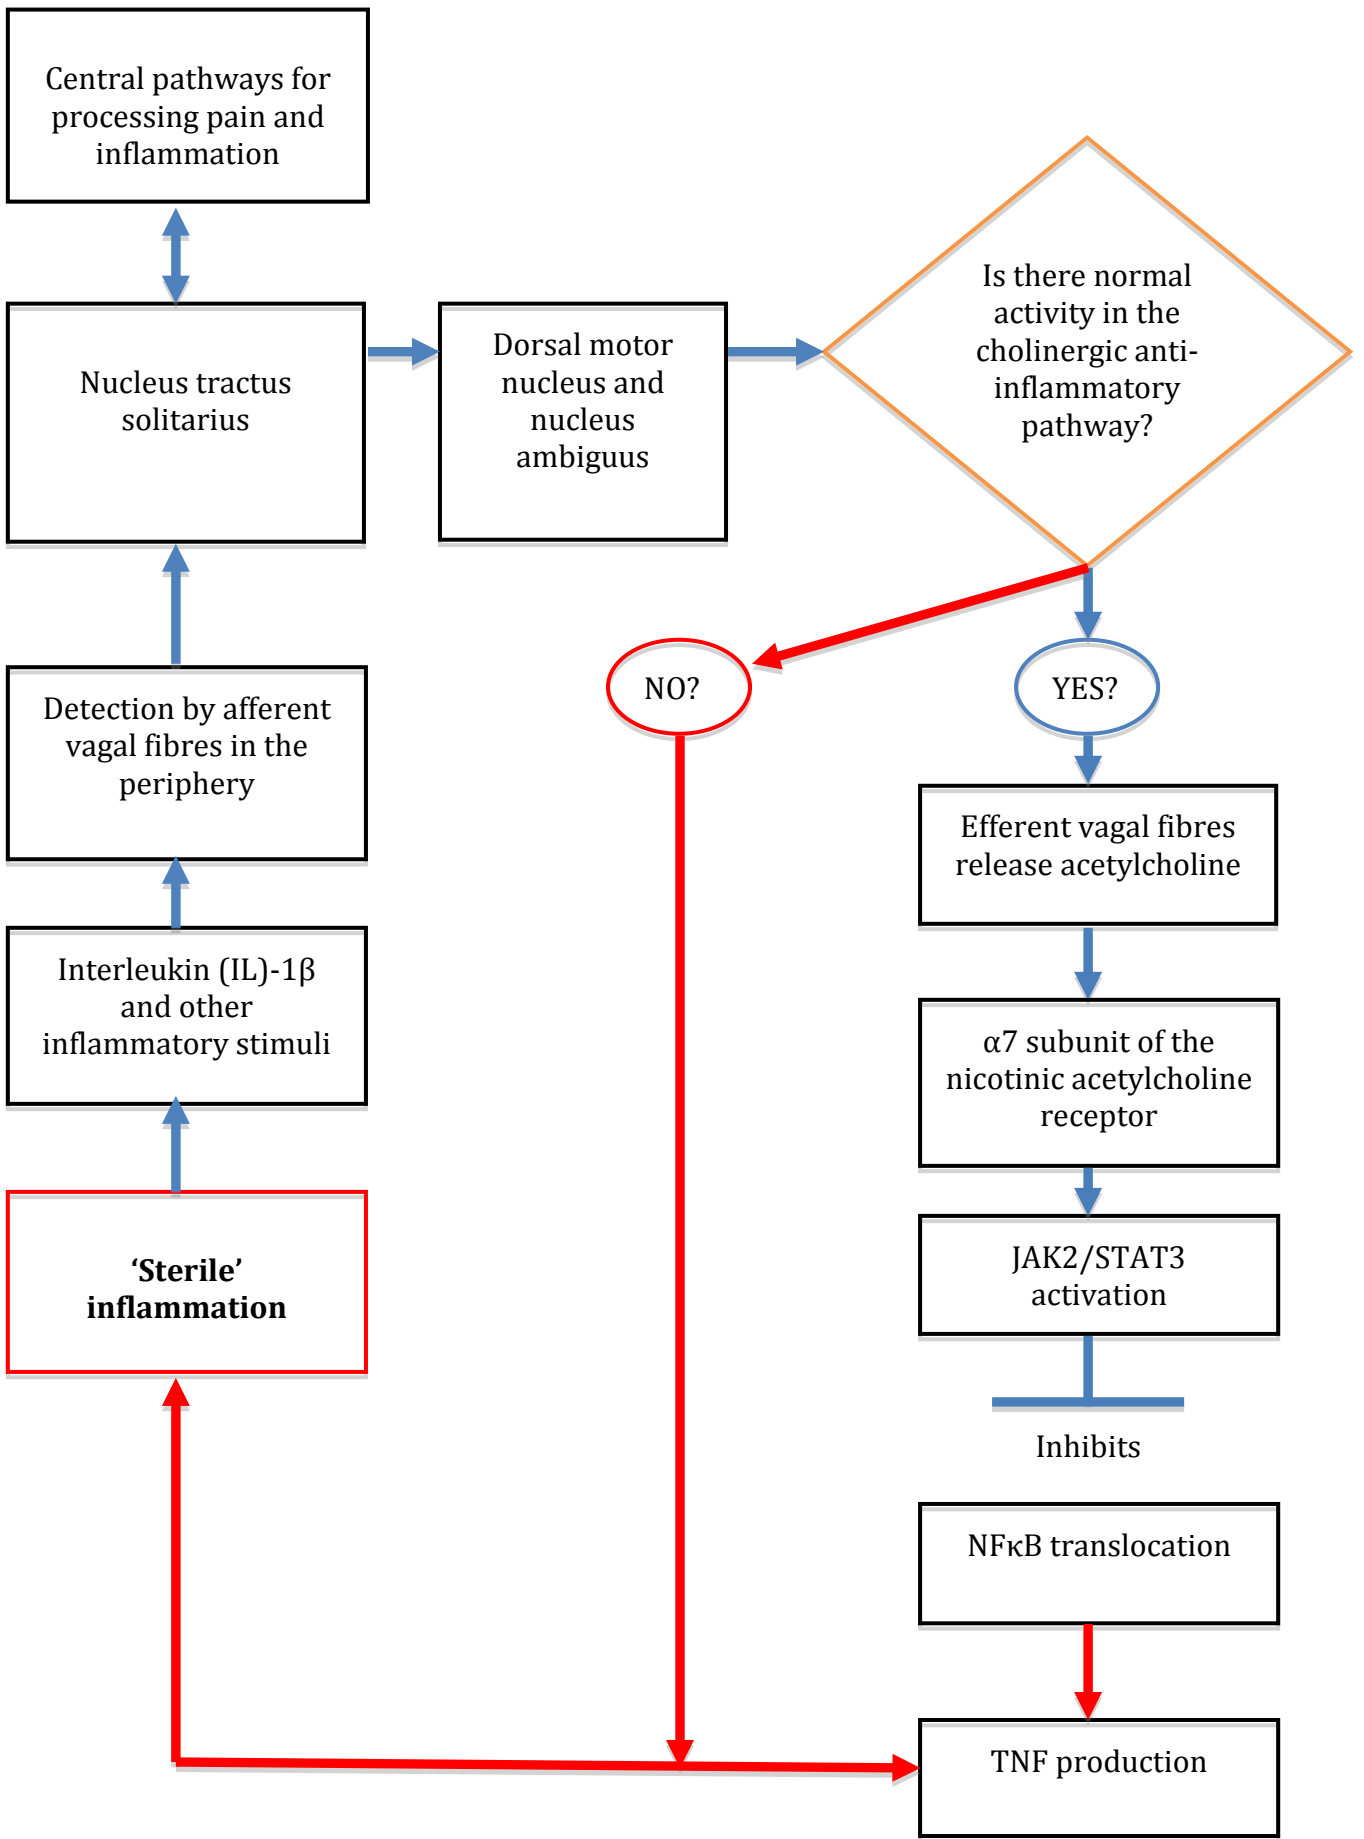 Central pathways for
processing pain and
inflammation
Nucleus tractus
solitarius
Dorsal motor
nucleus and
nucleus
ambiguus
Is there normal
activity in the
cholinergic anti-
inflammatory
pathway?
NO?
YES?
Detection by afferent
vagal fibres in the
periphery
Efferent vagal fibres
release acetylcholine
Interleukin (IL)-1β
and other
inflammatory stimuli
α7 subunit of the
nicotinic acetylcholine
receptor
‘Sterile’
inflammation
JAK2/STAT3
activation
Inhibits
NFκB translocation
TNF production